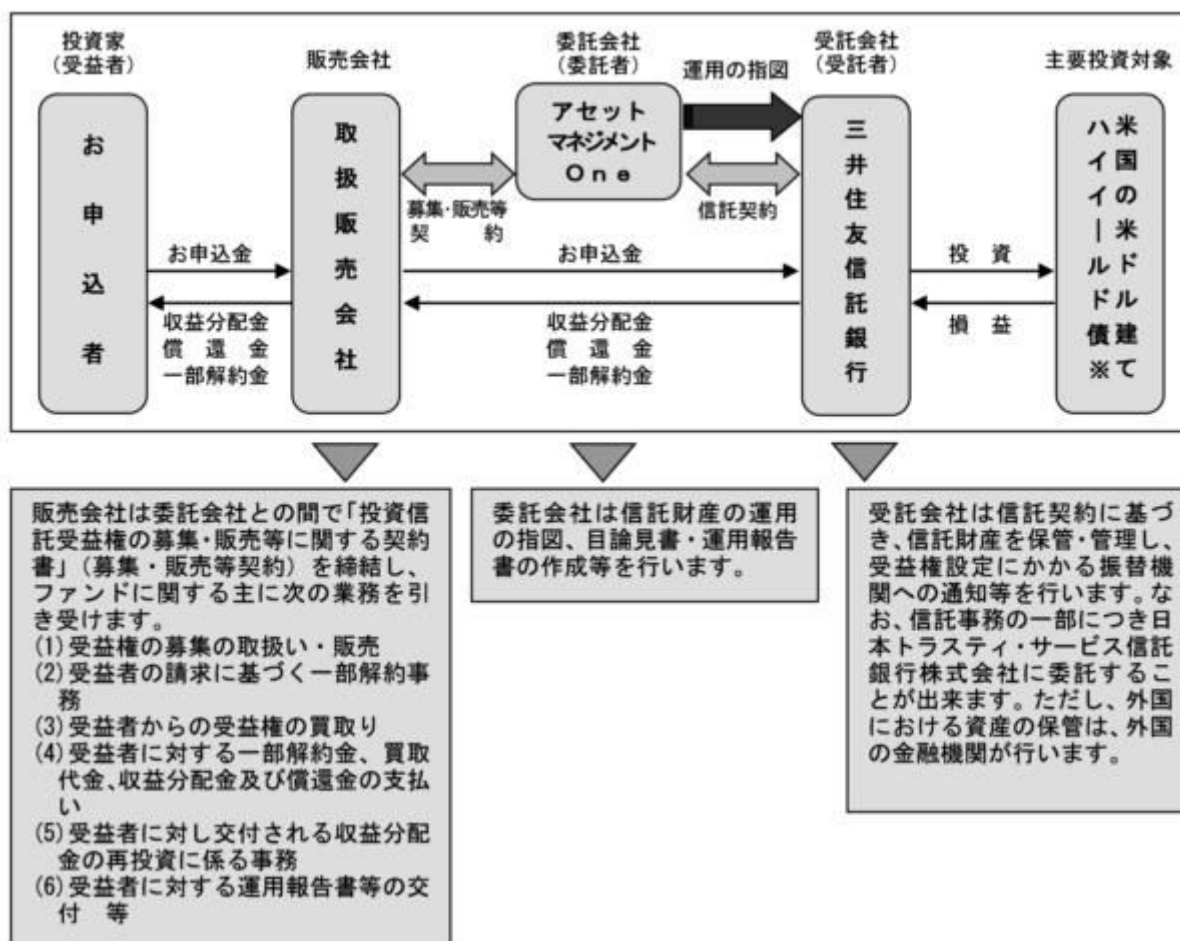 投資家
（受益者）
販売会社
委託会社
（委託者）
受託会社
（受託者）
主要投資対象
運用の指図
お申込者
取扱販売会社
アセット
マネジメント
Ｏｎｅ
三井住友信託銀行
米国の米ドル建て
ハイイールド債※
募集・販売等
契約
信託契約
お申込金
お申込金
投資
収益分配金
償還金
一部解約金
収益分配金
償還金
一部解約金
損益
販売会社は委託会社との間で「投資信
託受益権の募集・販売等に関する契約
書」（募集・販売等契約）を締結し、
ファンドに関する主に次の業務を引
き受けます。
(1)受益権の募集の取扱い・販売
(2)受益者の請求に基づく一部解約事
務
(3)受益者からの受益権の買取り
(4)受益者に対する一部解約金、買取
代金、収益分配金及び償還金の支払
い
(5)受益者に対し交付される収益分配
金の再投資に係る事務
(6)受益者に対する運用報告書等の交
付　等
委託会社は信託財産の運用
の指図、目論見書・運用報告
書の作成等を行います。
受託会社は信託契約に基づ
き、信託財産を保管・管理し、
受益権設定にかかる振替機
関への通知等を行います。な
お、信託事務の一部につき日
本トラスティ・サービス信託
銀行株式会社に委託するこ
とが出来ます。ただし、外国
における資産の保管は、外国
の金融機関が行います。